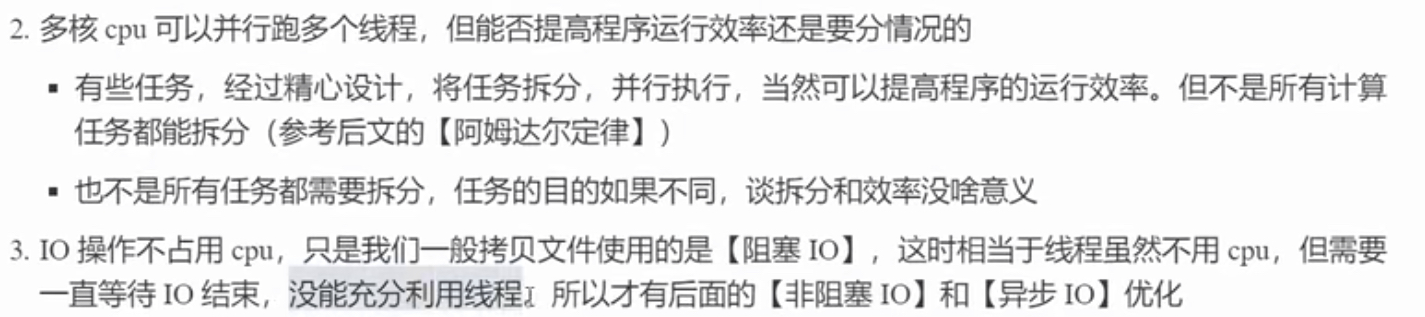 2. 多核 cpu 可以并行跑多个线程，但能否提高程序运行效率还是要分情况的
▪ 有些任务，经过精心设计，将任务拆分，并行执行，当然可以提高程序的运行效率。但不是所有计算
任务都能拆分（参考后文的【阿姆达尔定律】）
▪ 也不是所有任务都需要拆分，任务的目的如果不同，谈拆分和效率没啥意义
3. IO 操作不占用 cpu，只是我们一般拷贝文件使用的是【阻塞 IO】，这时相当于线程虽然不用 cpu，但需要
一直等待 IO 结束，没能充分利用线程。所以才有后面的【非阻塞 IO】和【异步 IO】优化